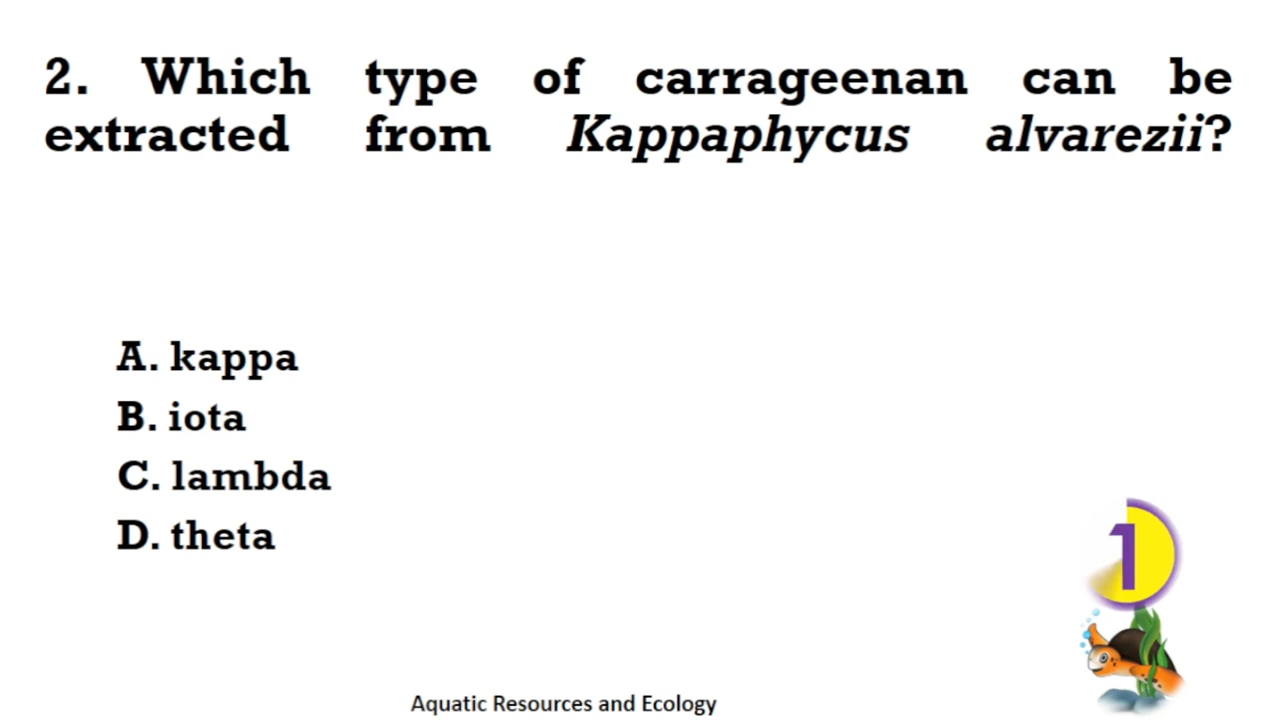 2. Which type of carrageenan can be
extracted from Kappaphycus alvarezii?
A. kappa
B. iota
C. lambda
D. theta
1
Aquatic Resources and Ecology